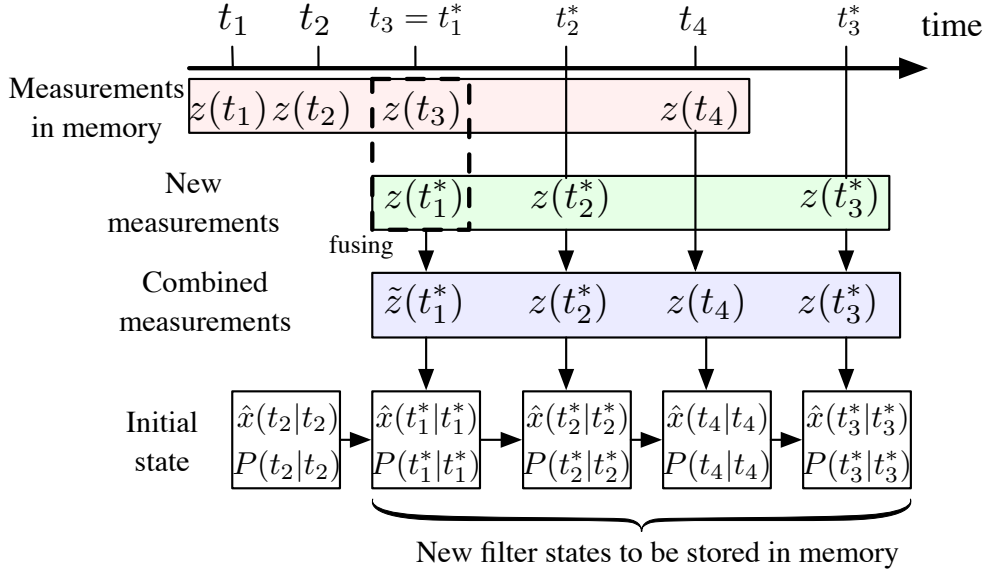 t₁ t₂ t₃ = t₁* t₂* t₄ t₃* time
Measurements
in memory
z(t₁) z(t₂) z(t₃) z(t₄)
New
measurements
z(t₁*) z(t₂*) z(t₃*)
fusing
Combined
measurements
z̃(t₁*) z(t₂*) z(t₄) z(t₃*)
Initial
state
x̂(t₂|t₂) x̂(t₁*|t₁*) x̂(t₂*|t₂*) x̂(t₄|t₄) x̂(t₃*|t₃*)
P(t₂|t₂) P(t₁*|t₁*) P(t₂*|t₂*) P(t₄|t₄) P(t₃*|t₃*)
New filter states to be stored in memory